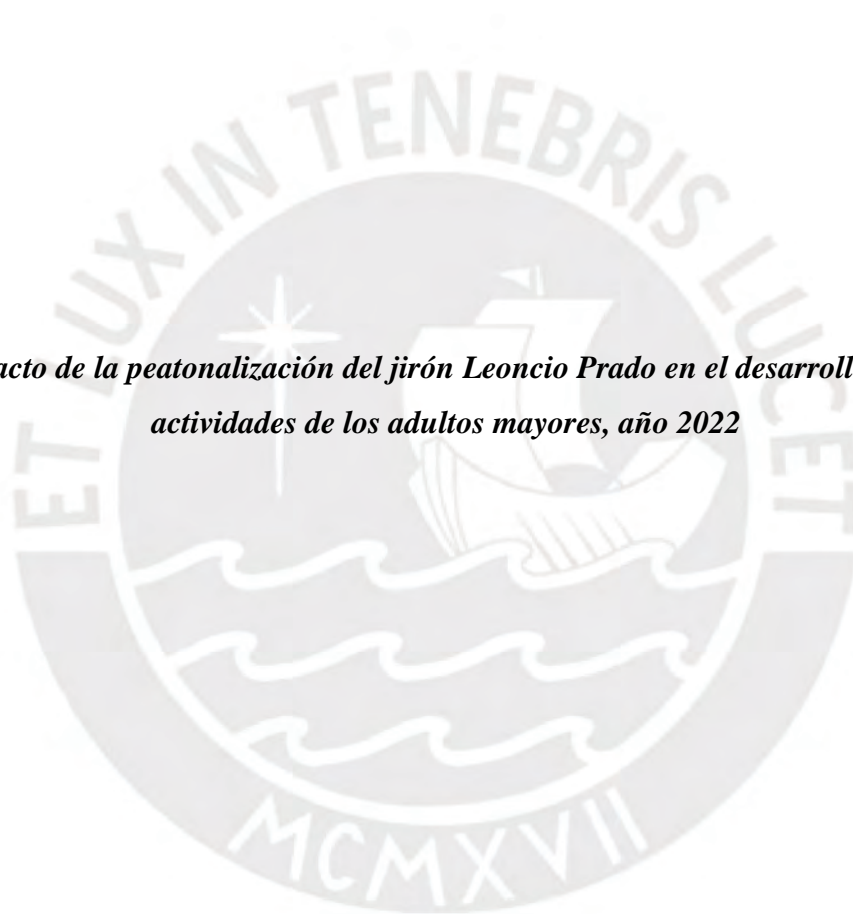 ET LUX IN TENEBRIS LUCET
acto de la peatonalización del jirón Leoncio Prado en el desarroll
actividades de los adultos mayores, año 2022
MCMXVII